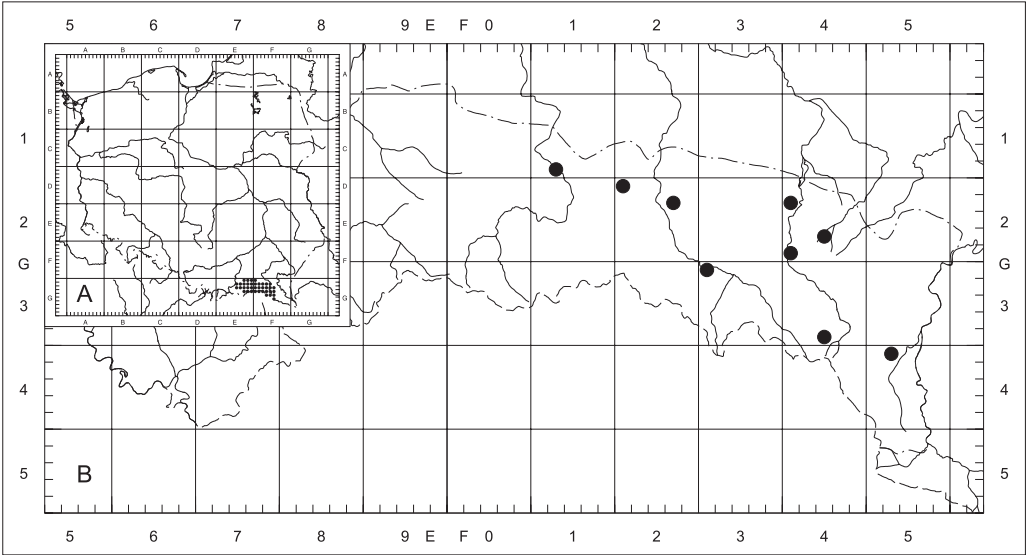 5 6 7 8 9 E F 0 1 2 3 4 5
A B C D E F G
A A
B B
1 C C 1
D D
2 E E 2
G F F G
A
3 G G 3
A B C D E F G
4 4
B
5 5
5 6 7 8 9 E F 0 1 2 3 4 5